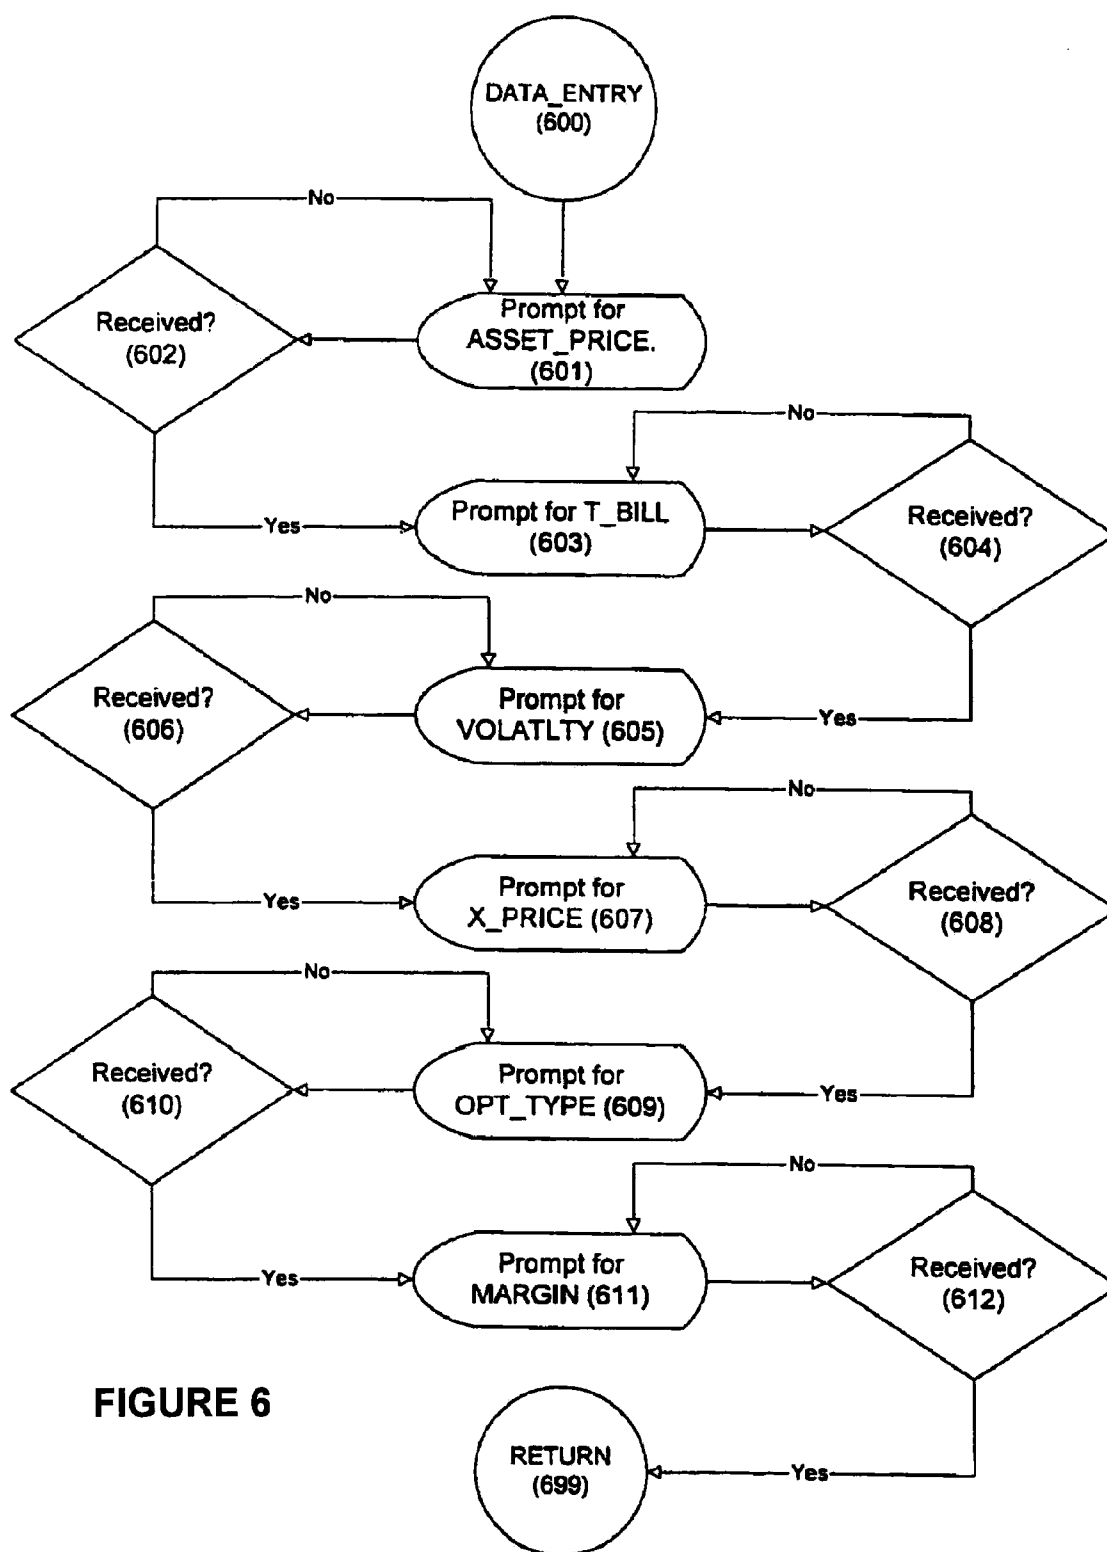 DATA_ENTRY
(600)
No
Received?
(602)
Prompt for
ASSET_PRICE.
(601)
No
Yes
Prompt for T_BILL
(603)
Received?
(604)
No
Received?
(606)
Prompt for
VOLATLTY (605)
Yes
No
Yes
Prompt for
X_PRICE (607)
Received?
(608)
No
Received?
(610)
Prompt for
OPT_TYPE (609)
Yes
No
Yes
Prompt for
MARGIN (611)
Received?
(612)
FIGURE 6
RETURN
(699)
Yes